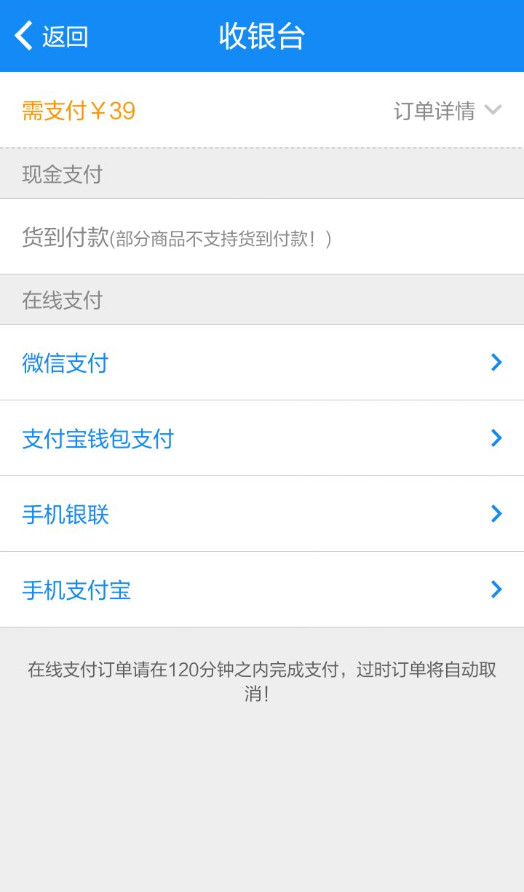 返回
收银台
需支付￥39
订单详情
现金支付
货到付款(部分商品不支持货到付款！)
在线支付
微信支付
支付宝钱包支付
手机银联
手机支付宝
在线支付订单请在120分钟之内完成支付，过时订单将自动取
消！